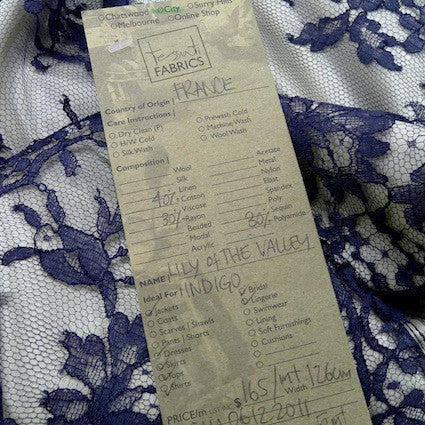 Chatswood City Surry Hills
Melbourne Online Shop
Tessuti
FABRICS
Country of Origin FRANCE
Care Instructions
Dry Clean (P) Prewash Cold
H/W Cold Machine Wash
Silk Wash Wool Wash
Composition
Wool Acetate
Silk Metal
Linen Nylon
40% Cotton Elast
Viscose Spandex
30% Rayon Poly
Beaded Sequin
Modal 30% Polyamide
Acrylic
NAME LILY OF THE VALLEY
INDIGO
Ideal For
Jackets Bridal
Coats Lingerie
Scarves | Shawls Swimwear
Pants | Shorts Lining
Dresses Soft Furnishings
Skirts Cushions
Tops
Shirts
PRICE/m $165/mt Width 126cm
2011